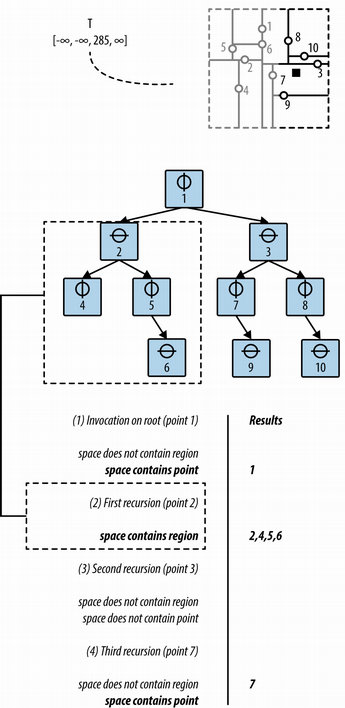 T
[-∞, -∞, 285, ∞]
1
8
5
6
10
2
3
7
4
9
1
2
3
4
5
7
8
6
9
10
(1) Invocation on root (point 1)
Results
space does not contain region
space contains point
1
(2) First recursion (point 2)
space contains region
2,4,5,6
(3) Second recursion (point 3)
space does not contain region
space does not contain point
(4) Third recursion (point 7)
space does not contain region
7
space contains point